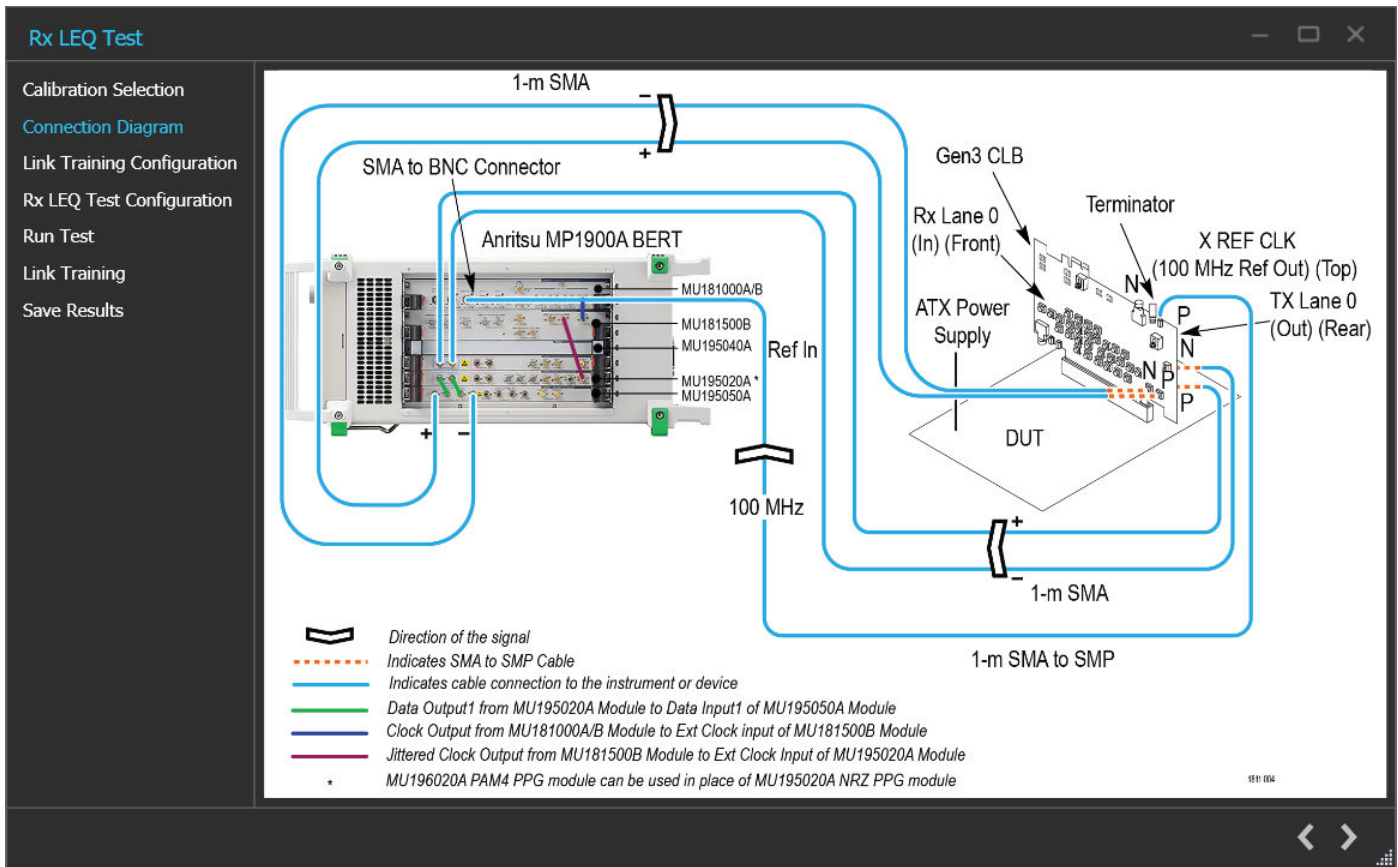 Rx LEQ Test
Calibration Selection
Connection Diagram
Link Training Configuration
Rx LEQ Test Configuration
Run Test
Link Training
Save Results
1-m SMA
–
+
SMA to BNC Connector
Anritsu MP1900A BERT
MU181000A/B
MU181500B
MU195040A
MU195020A *
MU195050A
+
–
Ref In
100 MHz
Gen3 CLB
Rx Lane 0
(In) (Front)
Terminator
X REF CLK
(100 MHz Ref Out) (Top)
TX Lane 0
(Out) (Rear)
ATX Power
Supply
N
P
N
N
P
P
DUT
+
–
1-m SMA
1-m SMA to SMP
Direction of the signal
Indicates SMA to SMP Cable
Indicates cable connection to the instrument or device
Data Output1 from MU195020A Module to Data Input1 of MU195050A Module
Clock Output from MU181000A/B Module to Ext Clock input of MU181500B Module
Jittered Clock Output from MU181500B Module to Ext Clock Input of MU195020A Module
* MU196020A PAM4 PPG module can be used in place of MU195020A NRZ PPG module
1811 004